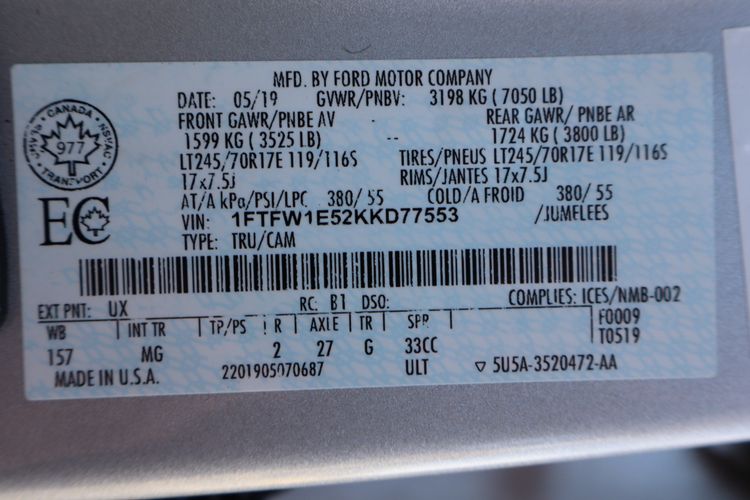 MFD. BY FORD MOTOR COMPANY
DATE: 05/19 GVWR/PNBV: 3198 KG ( 7050 LB)
FRONT GAWR/PNBE AV REAR GAWR/ PNBE AR
1599 KG ( 3525 LB) -- 1724 KG ( 3800 LB)
LT245/70R17E 119/116S TIRES/PNEUS LT245/70R17E 119/116S
17x7.5J RIMS/JANTES 17x7.5J
AT/A kPa/PSI/LPC 380/ 55 COLD/A FROID 380/ 55
VIN: 1FTFW1E52KKD77553 /JUMELEES
TYPE: TRU/CAM
CANADA
977
TRANSPORT
NSVAC
EC
EXT PNT: UX RC: B1 DSO: COMPLIES: ICES/NMB-002
WB INT TR TP/PS R AXLE TR SPR F0009
T0519
157 MG 2 27 G 33CC
MADE IN U.S.A. 2201905070687 ULT 5U5A-3520472-AA